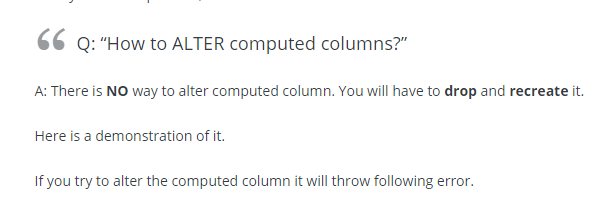 Q: “How to ALTER computed columns?”
A: There is NO way to alter computed column. You will have to drop and recreate it.
Here is a demonstration of it.
If you try to alter the computed column it will throw following error.